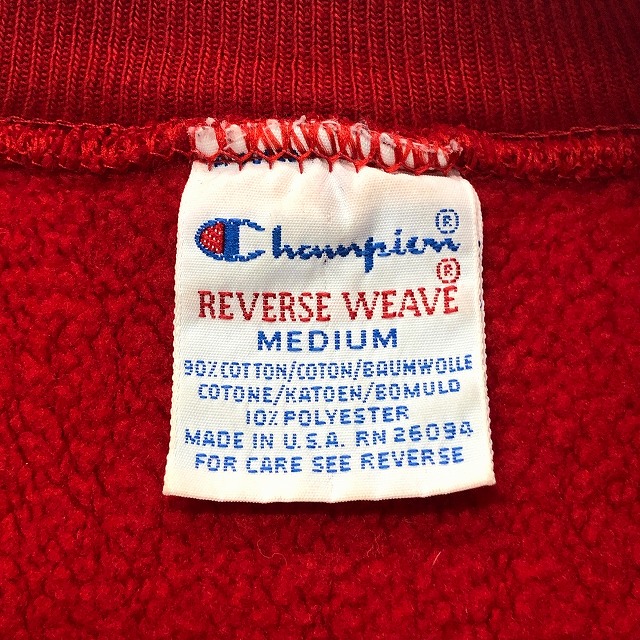 Champion®
REVERSE WEAVE®
MEDIUM
90% COTTON/COTON/BAUMWOLLE
COTONE/KATOEN/BOMULD
10% POLYESTER
MADE IN U.S.A. RN 26094
FOR CARE SEE REVERSE